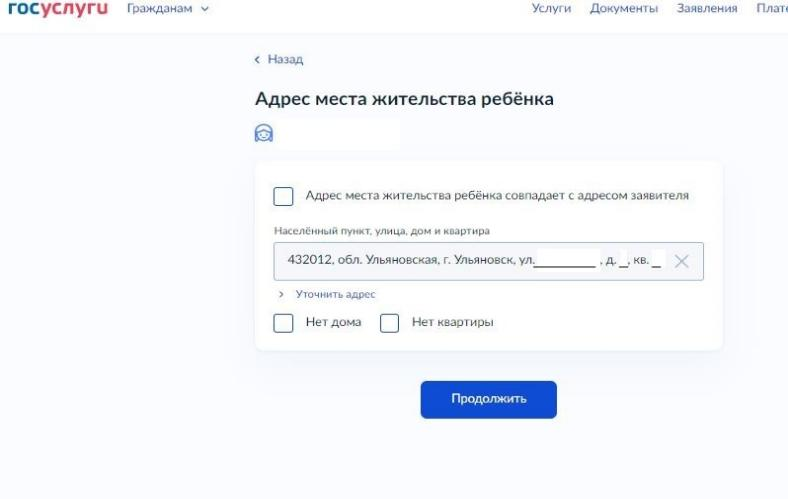 госуслуги Гражданам
Услуги Документы Заявления Плате
Назад
Адрес места жительства ребёнка
Адрес места жительства ребёнка совпадает с адресом заявителя
Населённый пункт, улица, дом и квартира
432012, обл. Ульяновская, г. Ульяновск, ул.________, д. _, кв. _
Уточнить адрес
Нет дома Нет квартиры
Продолжить